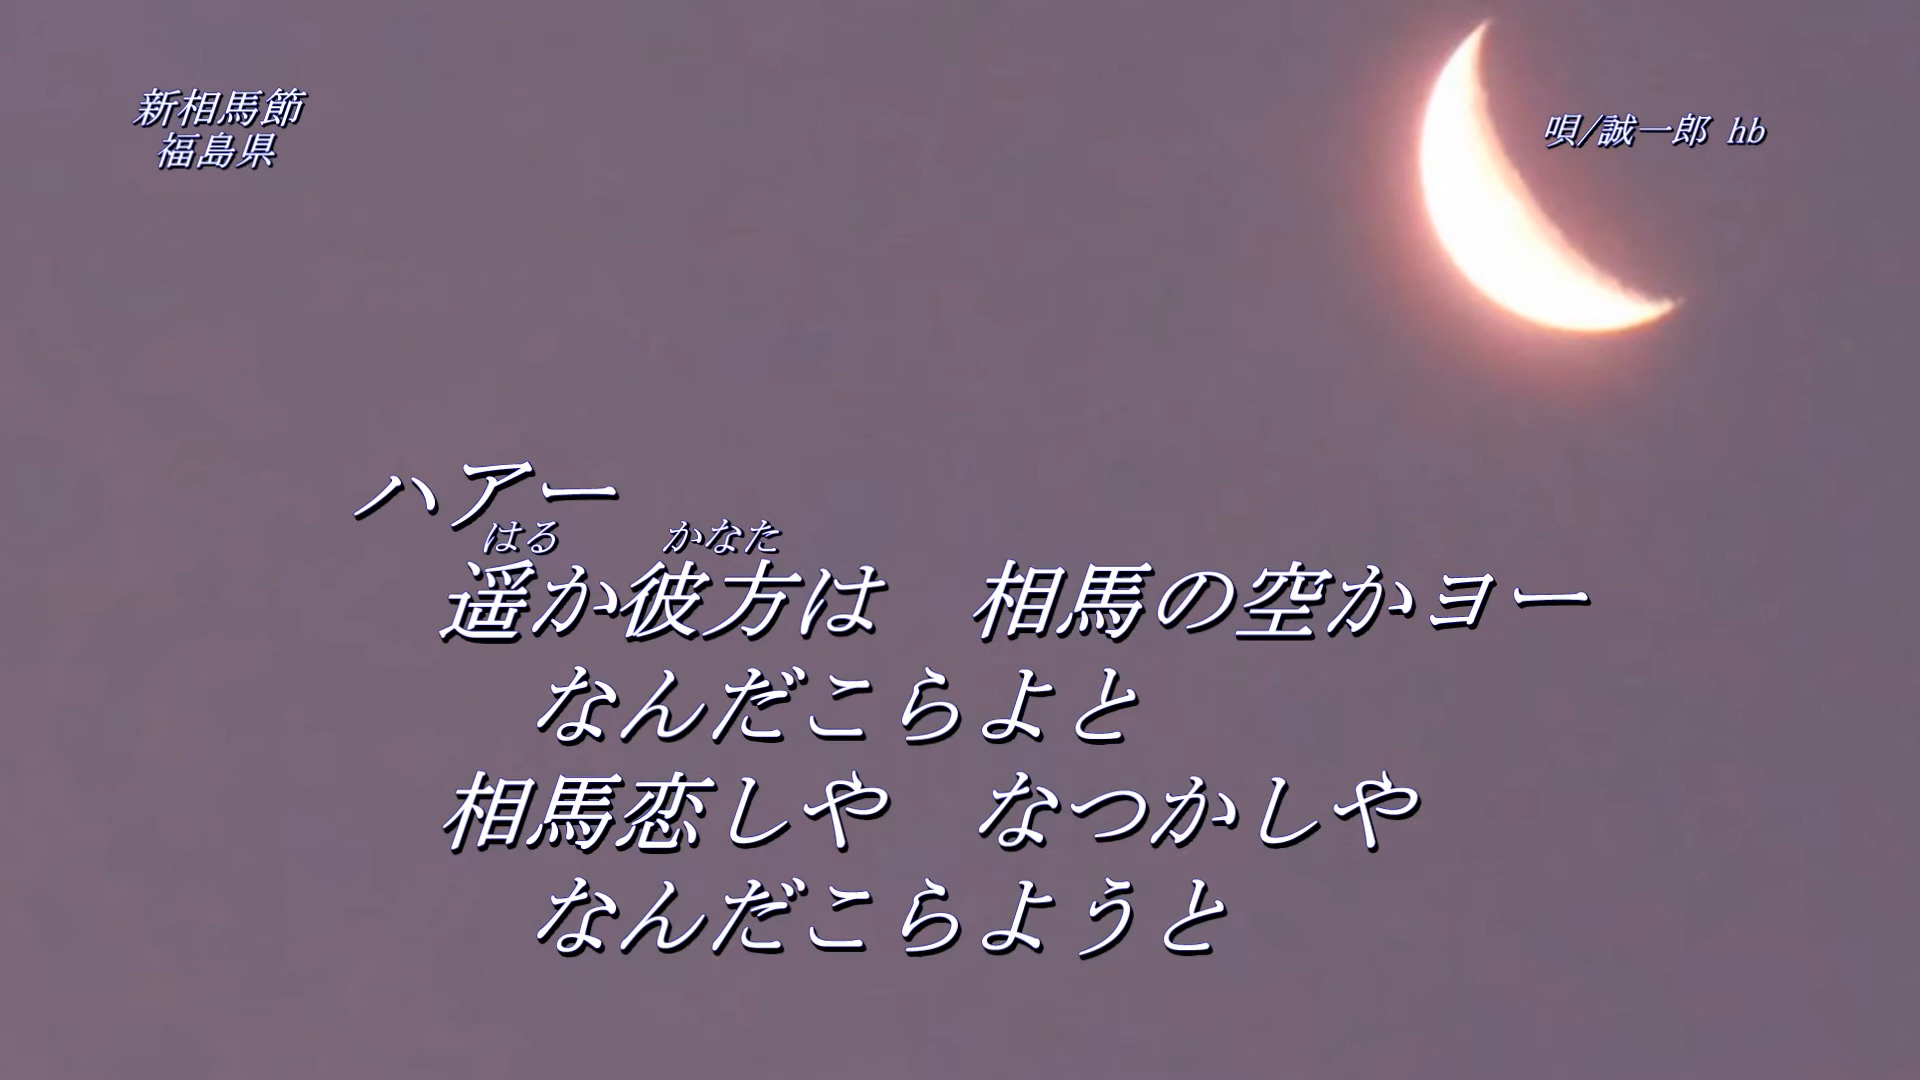 新相馬節
福島県
唄/誠一郎 hb
ハアー
はる かなた
遥か彼方は　相馬の空かヨー
なんだこらよと
相馬恋しや　なつかしや
なんだこらようと